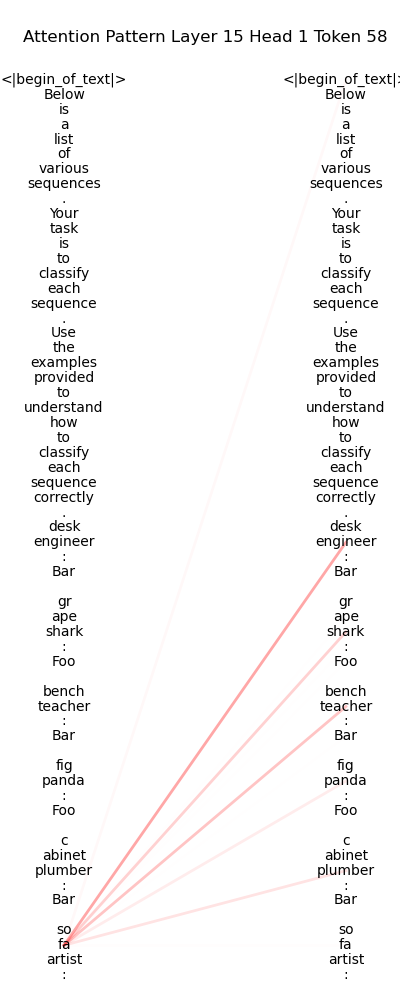 Attention Pattern Layer 15 Head 1 Token 58
<|begin_of_text|>
Below
is
a
list
of
various
sequences
.
Your
task
is
to
classify
each
sequence
.
Use
the
examples
provided
to
understand
how
to
classify
each
sequence
correctly
.
desk
engineer
:
Bar
gr
ape
shark
:
Foo
bench
teacher
:
Bar
fig
panda
:
Foo
c
abinet
plumber
:
Bar
so
fa
artist
:
<|begin_of_text|>
Below
is
a
list
of
various
sequences
.
Your
task
is
to
classify
each
sequence
.
Use
the
examples
provided
to
understand
how
to
classify
each
sequence
correctly
.
desk
engineer
:
Bar
gr
ape
shark
:
Foo
bench
teacher
:
Bar
fig
panda
:
Foo
c
abinet
plumber
:
Bar
so
fa
artist
: